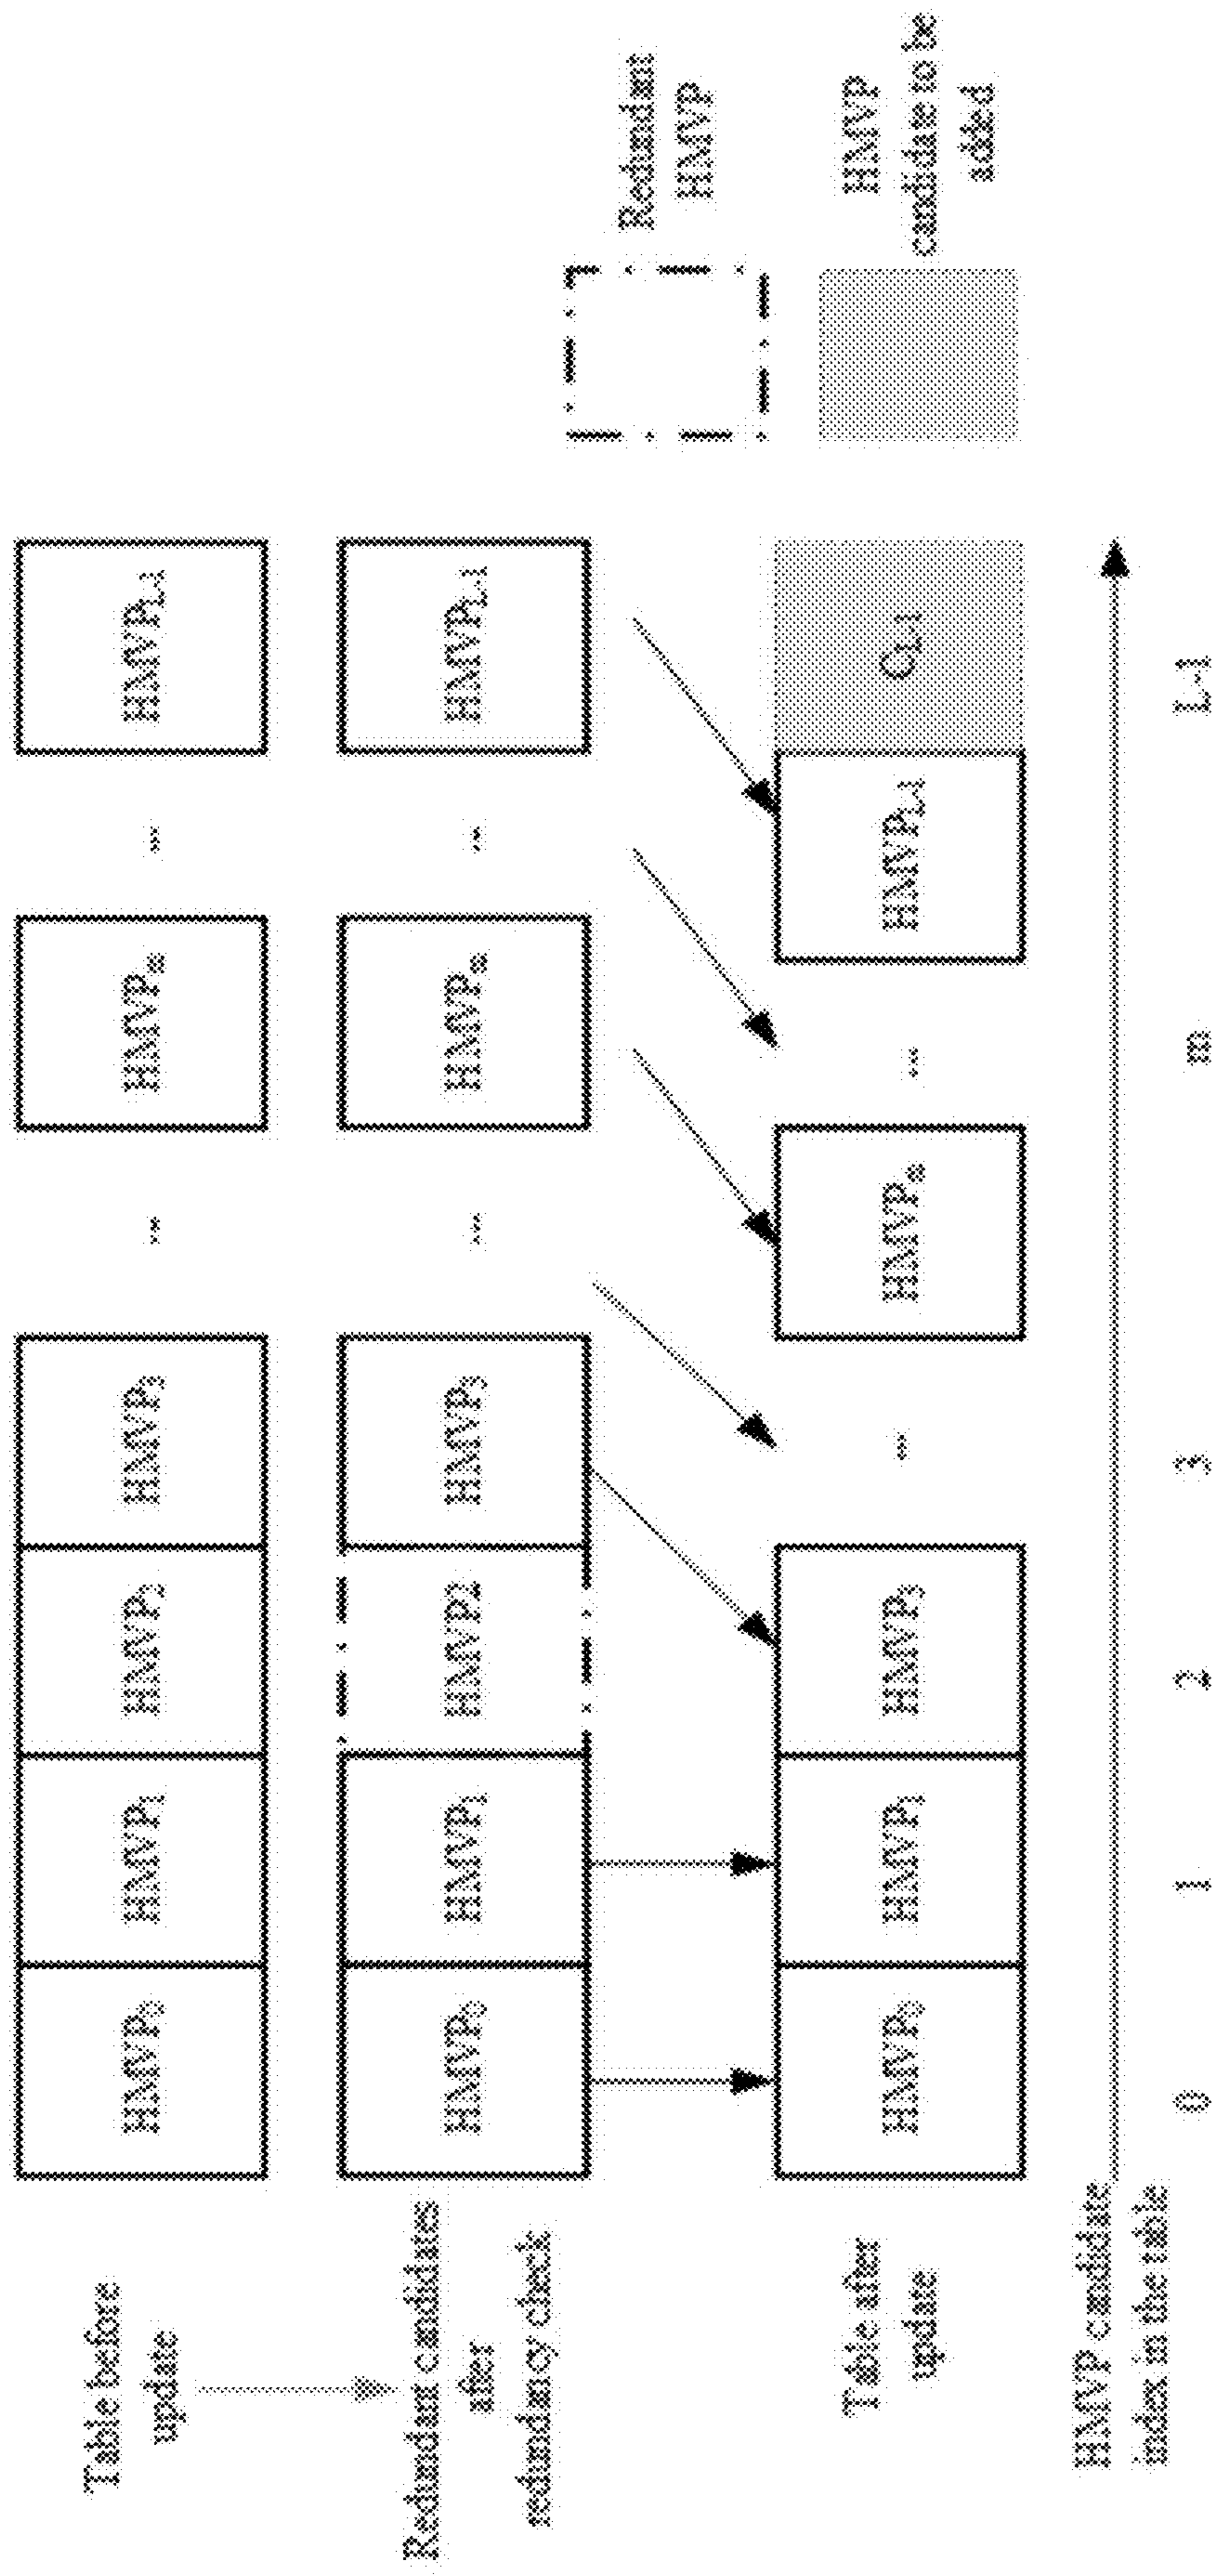 Table before
update
HMVP0 HMVP1 HMVP2 HMVP3 ... HMVPm ... HMVPL-1
Redundant candidates
after
redundancy check
HMVP0 HMVP1 HMVP2 HMVP3 ... HMVPm ... HMVPL-1
Redundant
HMVP
Table after
update
HMVP0 HMVP1 HMVP3 ... HMVPm ... HMVPL-1 CL-1
HMVP
candidate to be
added
HMVP candidate
index in the table
0 1 2 3 m L-1